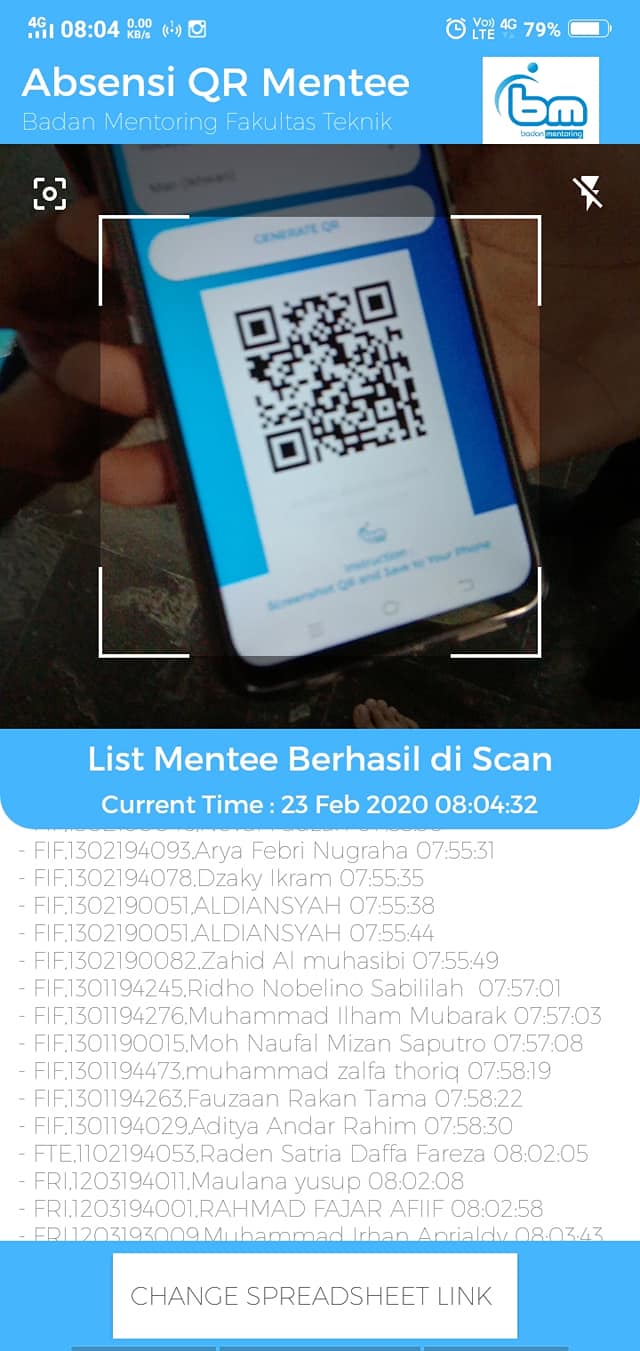 4G 08:04 0.00 KB/s Vo) LTE 4G 79%
Absensi QR Mentee
Badan Mentoring Fakultas Teknik
bm
badan mentoring
Man (Ikhwan)
GENERATE QR
Instruction :
Screenshot QR and Save to Your Phone
List Mentee Berhasil di Scan
Current Time : 23 Feb 2020 08:04:32
- FIF,1302194093,Arya Febri Nugraha 07:55:31
- FIF,1302194078,Dzaky Ikram 07:55:35
- FIF,1302190051,ALDIANSYAH 07:55:38
- FIF,1302190051,ALDIANSYAH 07:55:44
- FIF,1302190082,Zahid Al muhasibi 07:55:49
- FIF,1301194245,Ridho Nobelino Sabililah 07:57:01
- FIF,1301194276,Muhammad Ilham Mubarak 07:57:03
- FIF,1301190015,Moh Naufal Mizan Saputro 07:57:08
- FIF,1301194473,muhammad zalfa thoriq 07:58:19
- FIF,1301194263,Fauzaan Rakan Tama 07:58:22
- FIF,1301194029,Aditya Andar Rahim 07:58:30
- FTE,1102194053,Raden Satria Daffa Fareza 08:02:05
- FRI,1203194011,Maulana yusup 08:02:08
- FRI,1203194001,RAHMAD FAJAR AFIIF 08:02:58
- FRI,1203193009,Muhammad Irhan Aprialdy 08:03:43
CHANGE SPREADSHEET LINK